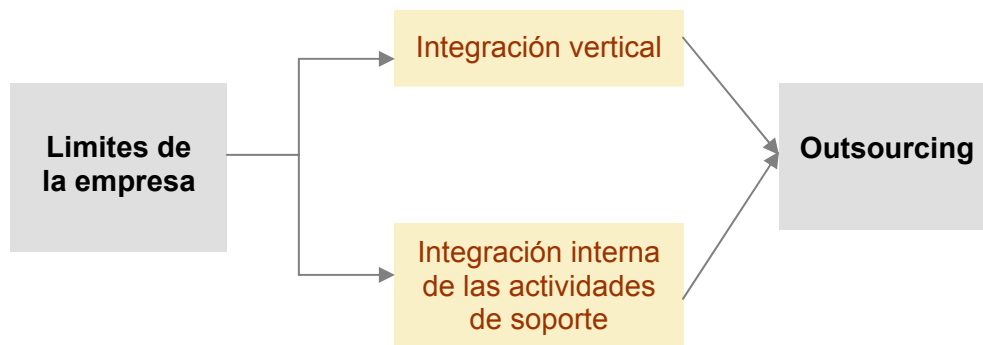 Integración vertical
Limites de
la empresa
Outsourcing
Integración interna
de las actividades
de soporte